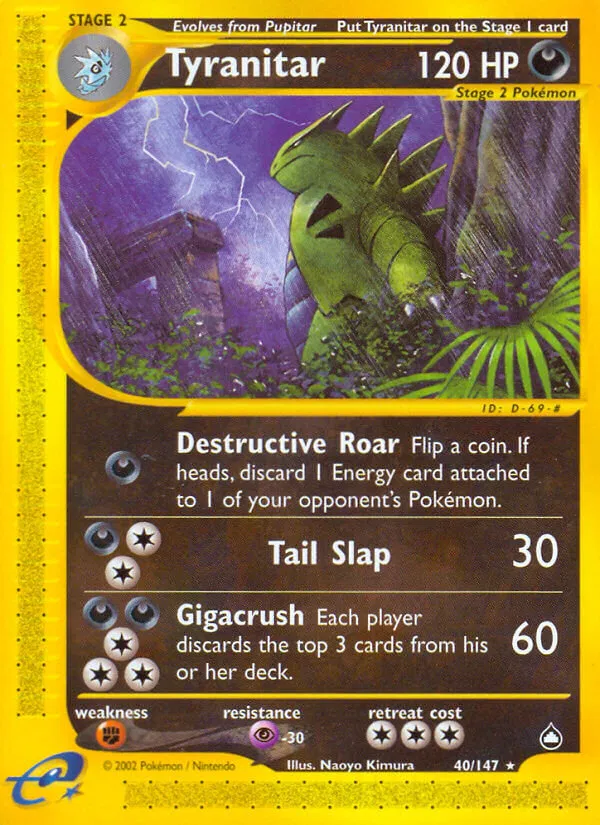 STAGE 2 Evolves from Pupitar Put Tyranitar on the Stage 1 card
Tyranitar 120 HP
Stage 2 Pokémon
ID: D-69-#
Destructive Roar Flip a coin. If
heads, discard 1 Energy card attached
to 1 of your opponent's Pokémon.
Tail Slap 30
Gigacrush Each player
discards the top 3 cards from his
or her deck.
60
weakness resistance retreat cost
-30
© 2002 Pokémon / Nintendo Illus. Naoyo Kimura 40/147 ★
e